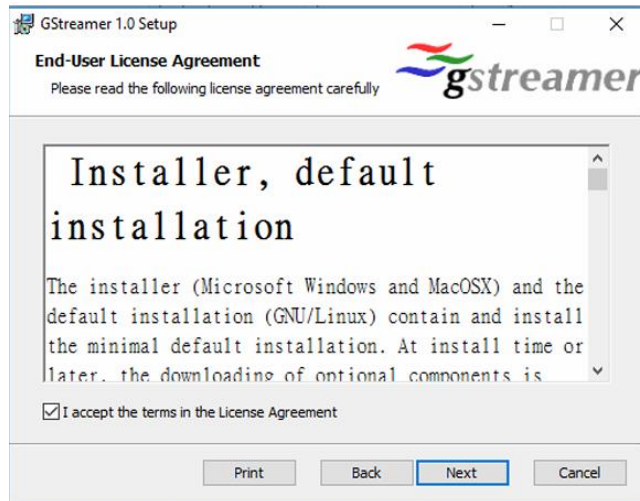 GStreamer 1.0 Setup
End-User License Agreement
Please read the following license agreement carefully
gstreamer
Installer, default
installation
The installer (Microsoft Windows and MacOSX) and the
default installation (GNU/Linux) contain and install
the minimal default installation. At install time or
later, the downloading of optional components is
I accept the terms in the License Agreement
Print
Back
Next
Cancel